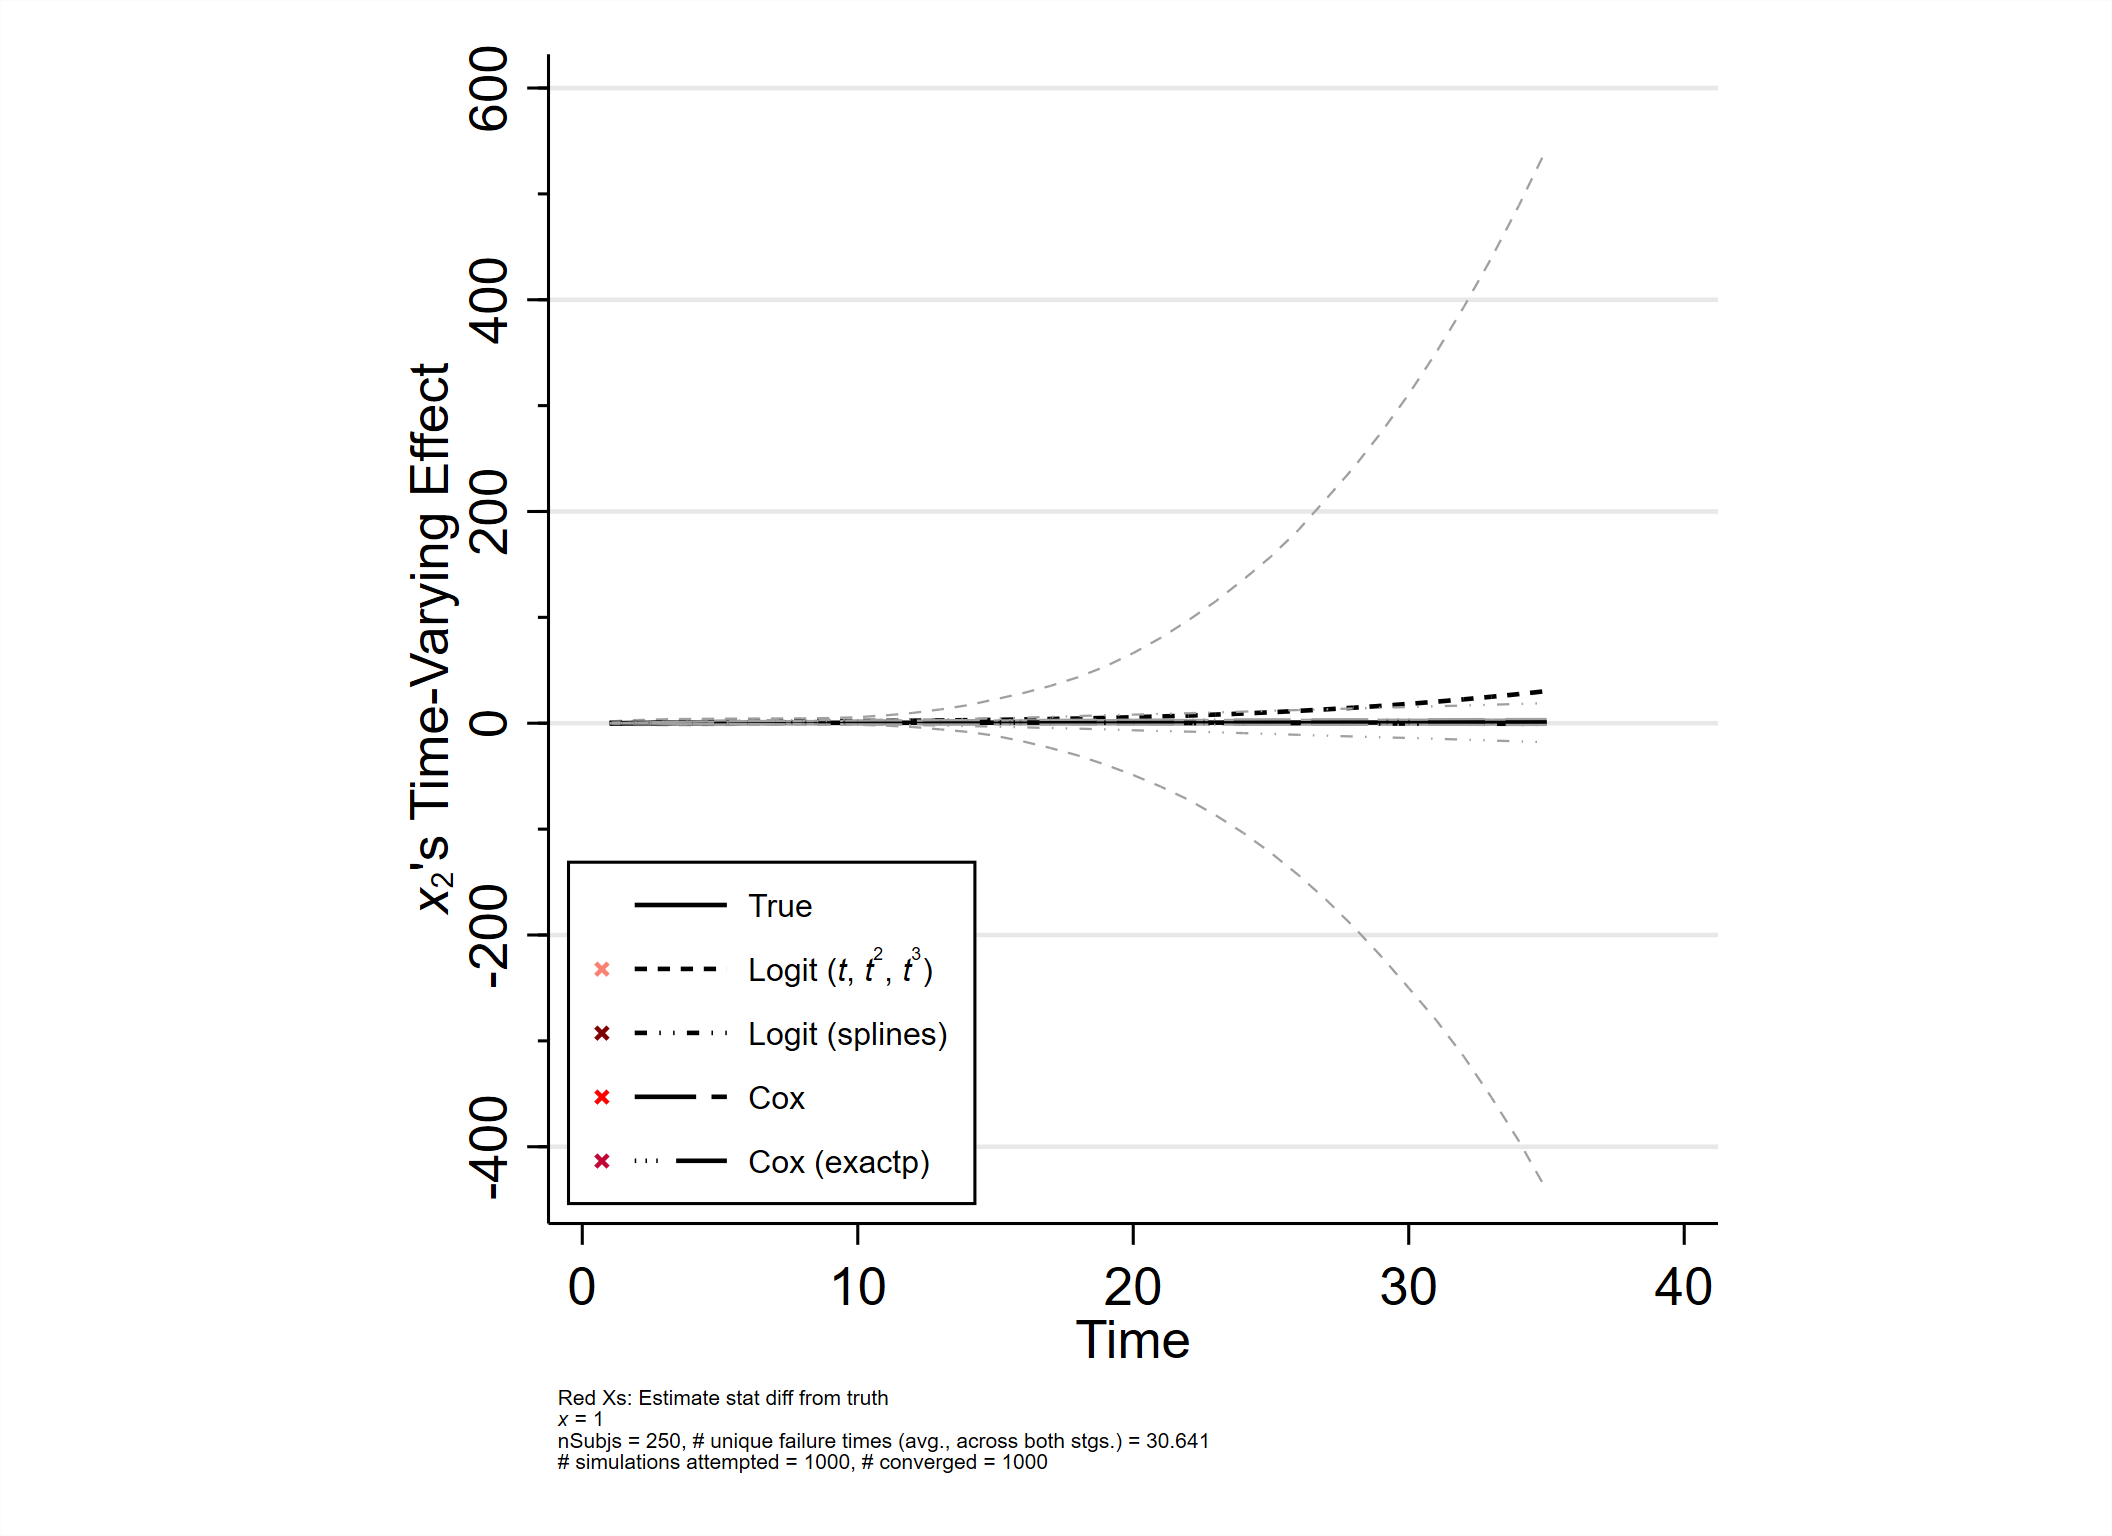 600
400
200
0
-200
-400
x₂'s Time-Varying Effect
True
Logit (t, t², t³)
Logit (splines)
Cox
Cox (exactp)
0 10 20 30 40
Time
Red Xs: Estimate stat diff from truth
x = 1
nSubjs = 250, # unique failure times (avg., across both stgs.) = 30.641
# simulations attempted = 1000, # converged = 1000